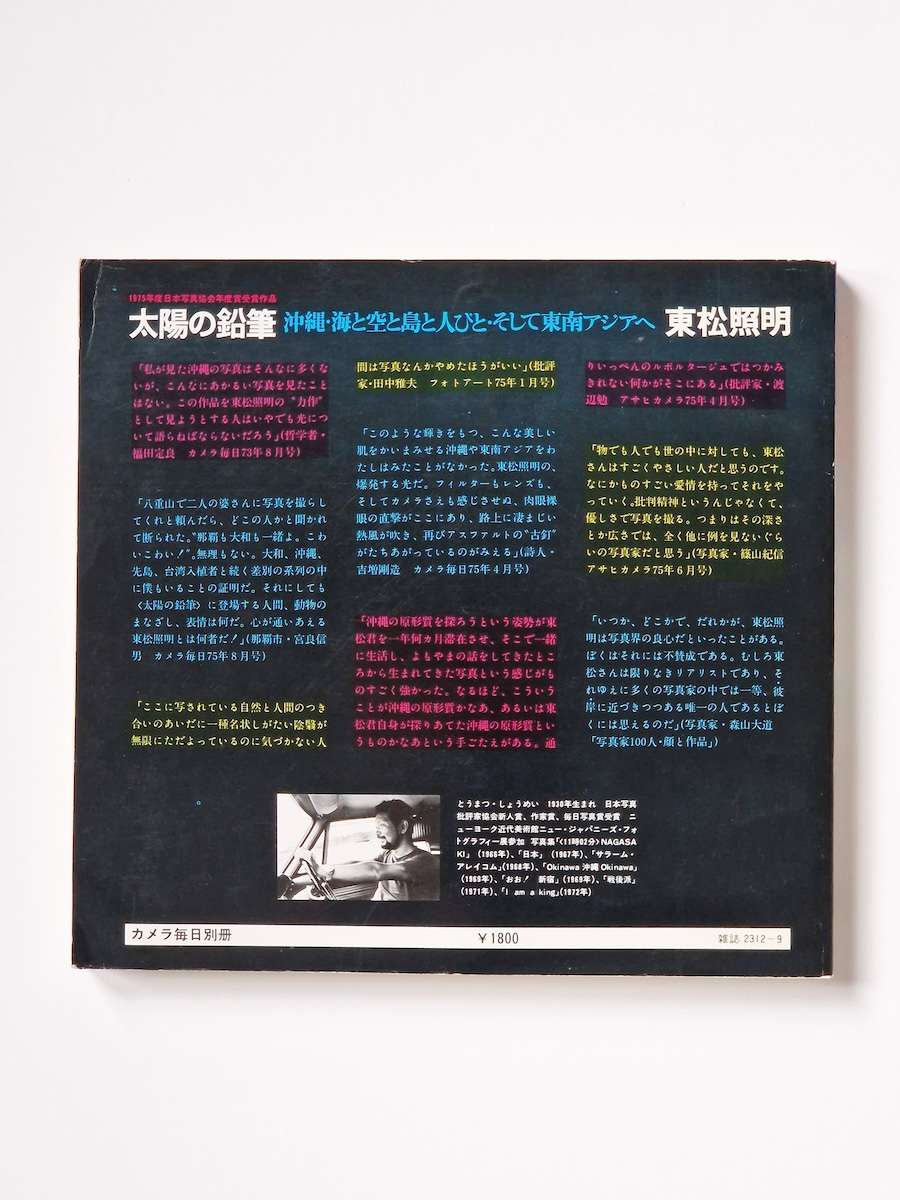 1975年度日本写真協会年度賞受賞作品
太陽の鉛筆 沖縄・海と空と島と人びと・そして東南アジアへ 東松照明
「私が見た沖縄の写真はそんなに多くな
いが、こんなにあかるい写真を見たこと
はない。この作品を東松照明の〝力作〟
として見ようとする人はいやでも光につ
いて語らねばならないだろう」(哲学者・
福田定良 カメラ毎日73年8月号)
「八重山で二人の婆さんに写真を撮らし
てくれと頼んだら、どこの人かと聞かれ
て断られた。〝那覇も大和も一緒よ。こわ
いこわい!〟。無理もない。大和、沖縄、
先島、台湾入植者と続く差別の系列の中
に僕もいることの証明だ。それにしても
〈太陽の鉛筆〉に登場する人間、動物の
まなざし、表情は何だ。心が通いあえる
東松照明とは何者だ!」(那覇市・宮良信
男 カメラ毎日75年8月号)
「ここに写されている自然と人間のつき
合いのあいだに一種名状しがたい陰翳が
無限にただよっているのに気づかない人
間は写真なんかやめたほうがいい」(批評
家・田中雅夫 フォトアート75年1月号)
「このような輝きをもつ、こんな美しい
肌をかいまみせる沖縄や東南アジアをわ
たしはみたことがなかった。東松照明の、
爆発する光だ。フィルターもレンズも、
そしてカメラさえも感じさせぬ、肉眼裸
眼の直撃がここにあり、路上に凄まじい
熱風が吹き、再びアスファルトの〝古釘〟
がたちあがっているのがみえる」(詩人・
吉増剛造 カメラ毎日75年4月号)
「沖縄の原形質を探ろうという姿勢が東
松君を一年何カ月滞在させ、そこで一緒
に生活し、よもやまの話をしてきたとこ
ろから生まれてきた写真という感じがも
のすごく強かった。なるほど、こういう
ことが沖縄の原形質かなあ、あるいは東
松君自身が探りあてた沖縄の原形質とい
うものかなあという手ごたえがある。通
りいっぺんのルポルタージュではつかみ
きれない何かがそこにある」(批評家・渡
辺勉 アサヒカメラ75年4月号)
「物でも人でも世の中に対しても、東松
さんはすごくやさしい人だと思うのです。
なにかものすごい愛情を持ってそれをや
っていく。批判精神というんじゃなくて、
優しさで写真を撮る。つまりはその深さ
とか広さでは、全く他に例を見ないぐら
いの写真家だと思う」(写真家・篠山紀信
アサヒカメラ75年6月号)
「いつか、どこかで、だれかが、東松照
明は写真界の良心だといったことがある。
ぼくはそれには不賛成である。むしろ東
松さんは限りなきリアリストであり、そ
れゆえに多くの写真家の中では一等、彼
岸に近づきつつある唯一の人であるとぼ
くには思えるのだ」(写真家・森山大道
「写真家100人・顔と作品」)
とうまつ・しょうめい 1930年生まれ 日本写真
批評家協会新人賞、作家賞、毎日写真賞受賞 ニ
ューヨーク近代美術館ニュー・ジャパニーズ・フォ
トグラフィー展参加 写真集「〈11時02分〉NAGASA
KI」(1966年)、「日本」(1967年)、「サラーム・
アレイコム」(1968年)、「Okinawa 沖縄 Okinawa」
(1969年)、「おお! 新宿」(1969年)、「戦後派」
(1971年)、「I am a king」(1972年)
カメラ毎日別冊 ¥1800 雑誌 2312-9